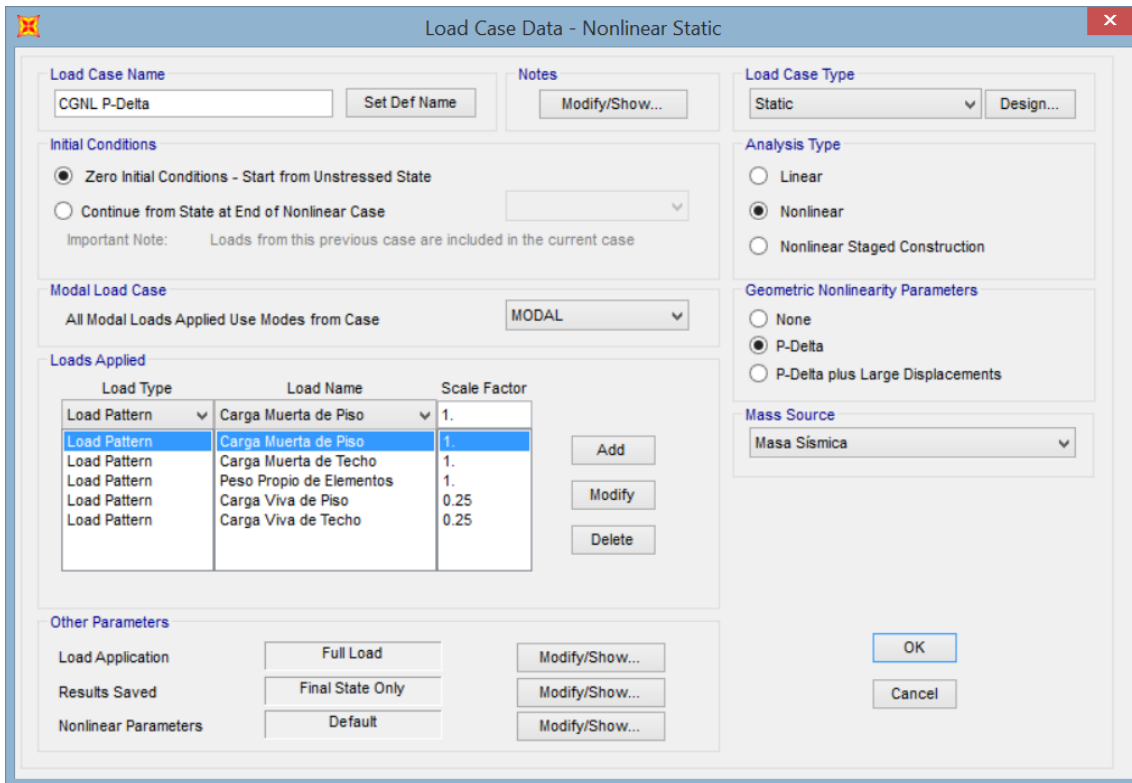 Load Case Data - Nonlinear Static
x
Load Case Name
CGNL P-Delta
Set Def Name
Notes
Modify/Show...
Load Case Type
Static
Design...
Initial Conditions
Zero Initial Conditions - Start from Unstressed State
Continue from State at End of Nonlinear Case
Important Note: Loads from this previous case are included in the current case
Analysis Type
Linear
Nonlinear
Nonlinear Staged Construction
Modal Load Case
All Modal Loads Applied Use Modes from Case
MODAL
Geometric Nonlinearity Parameters
None
P-Delta
P-Delta plus Large Displacements
Loads Applied
Load Type Load Name Scale Factor
Load Pattern Carga Muerta de Piso 1.
Load Pattern Carga Muerta de Piso 1.
Load Pattern Carga Muerta de Techo 1.
Load Pattern Peso Propio de Elementos 1.
Load Pattern Carga Viva de Piso 0.25
Load Pattern Carga Viva de Techo 0.25
Add
Modify
Delete
Mass Source
Masa Sísmica
Other Parameters
Load Application Full Load Modify/Show...
Results Saved Final State Only Modify/Show...
Nonlinear Parameters Default Modify/Show...
OK
Cancel